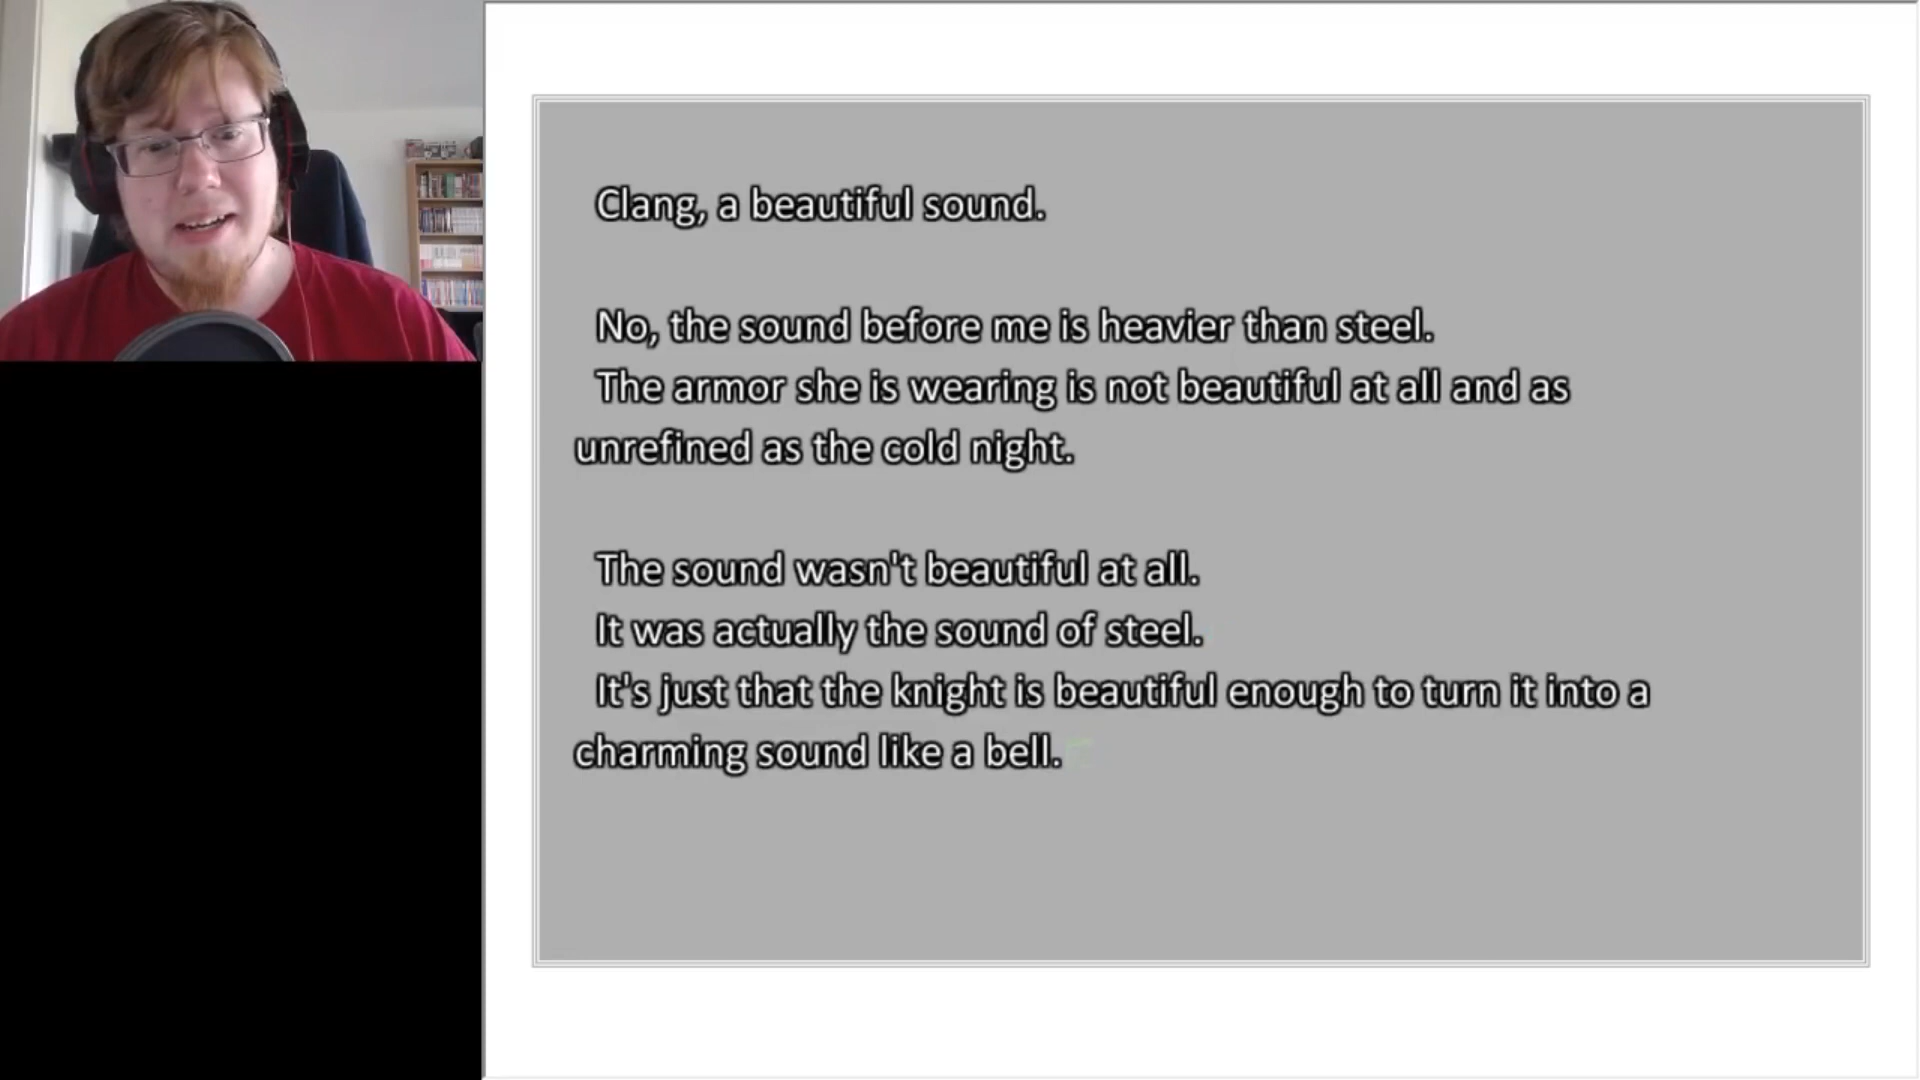 Clang, a beautiful sound.
No, the sound before me is heavier than steel.
The armor she is wearing is not beautiful at all and as
unrefined as the cold night.
The sound wasn't beautiful at all.
It was actually the sound of steel.
It's just that the knight is beautiful enough to turn it into a
charming sound like a bell.